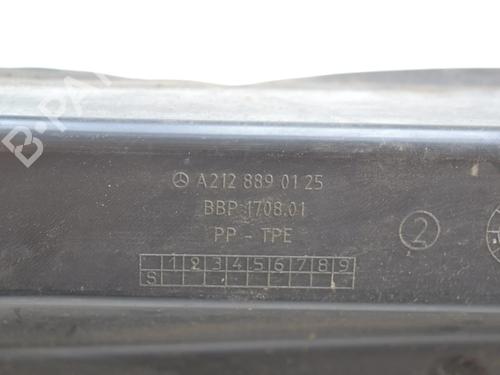 B-PARTS
A212 889 01 25
BBP 1708.01
PP - TPE
2
1 2 3 4 5 6 7 8 9
S